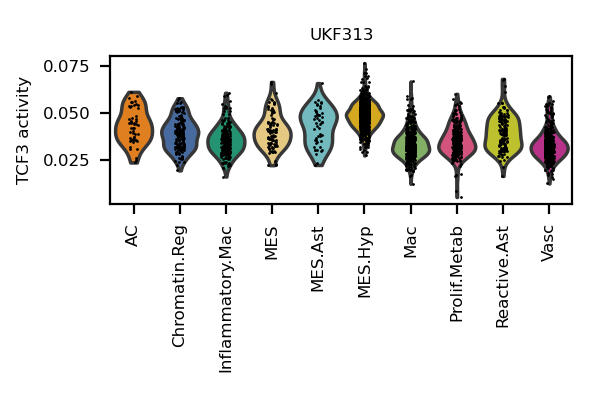 UKF313
TCF3 activity
0.075
0.050
0.025
AC
Chromatin.Reg
Inflammatory.Mac
MES
MES.Ast
MES.Hyp
Mac
Prolif.Metab
Reactive.Ast
Vasc